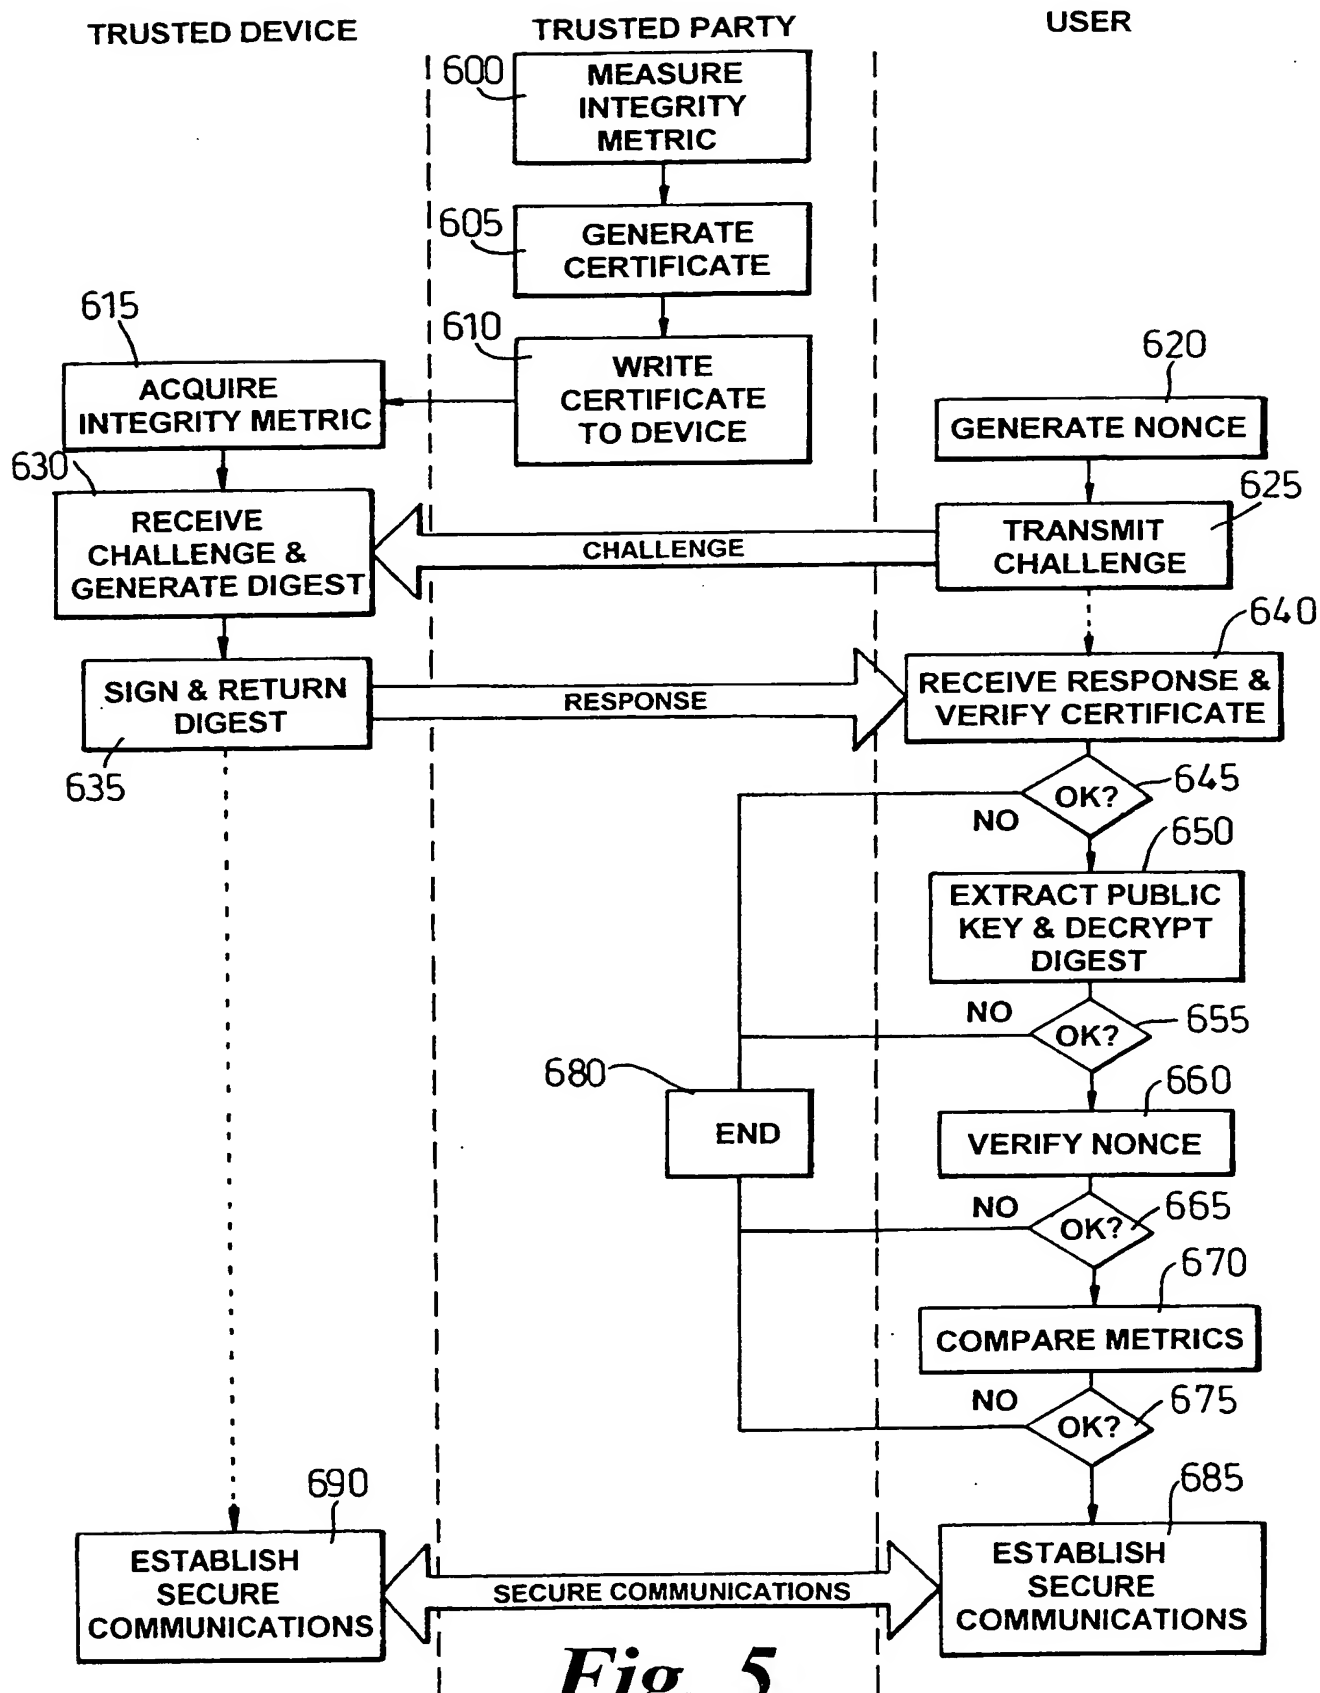 TRUSTED DEVICE
TRUSTED PARTY
USER
600
MEASURE
INTEGRITY
METRIC
605
GENERATE
CERTIFICATE
610
WRITE
CERTIFICATE
TO DEVICE
615
ACQUIRE
INTEGRITY METRIC
620
GENERATE NONCE
625
TRANSMIT
CHALLENGE
CHALLENGE
630
RECEIVE
CHALLENGE &
GENERATE DIGEST
SIGN & RETURN
DIGEST
635
RESPONSE
640
RECEIVE RESPONSE &
VERIFY CERTIFICATE
OK?
645
NO
650
EXTRACT PUBLIC
KEY & DECRYPT
DIGEST
NO
OK?
655
680
END
660
VERIFY NONCE
NO
OK?
665
670
COMPARE METRICS
NO
OK?
675
690
ESTABLISH
SECURE
COMMUNICATIONS
SECURE COMMUNICATIONS
685
ESTABLISH
SECURE
COMMUNICATIONS
Fig. 5